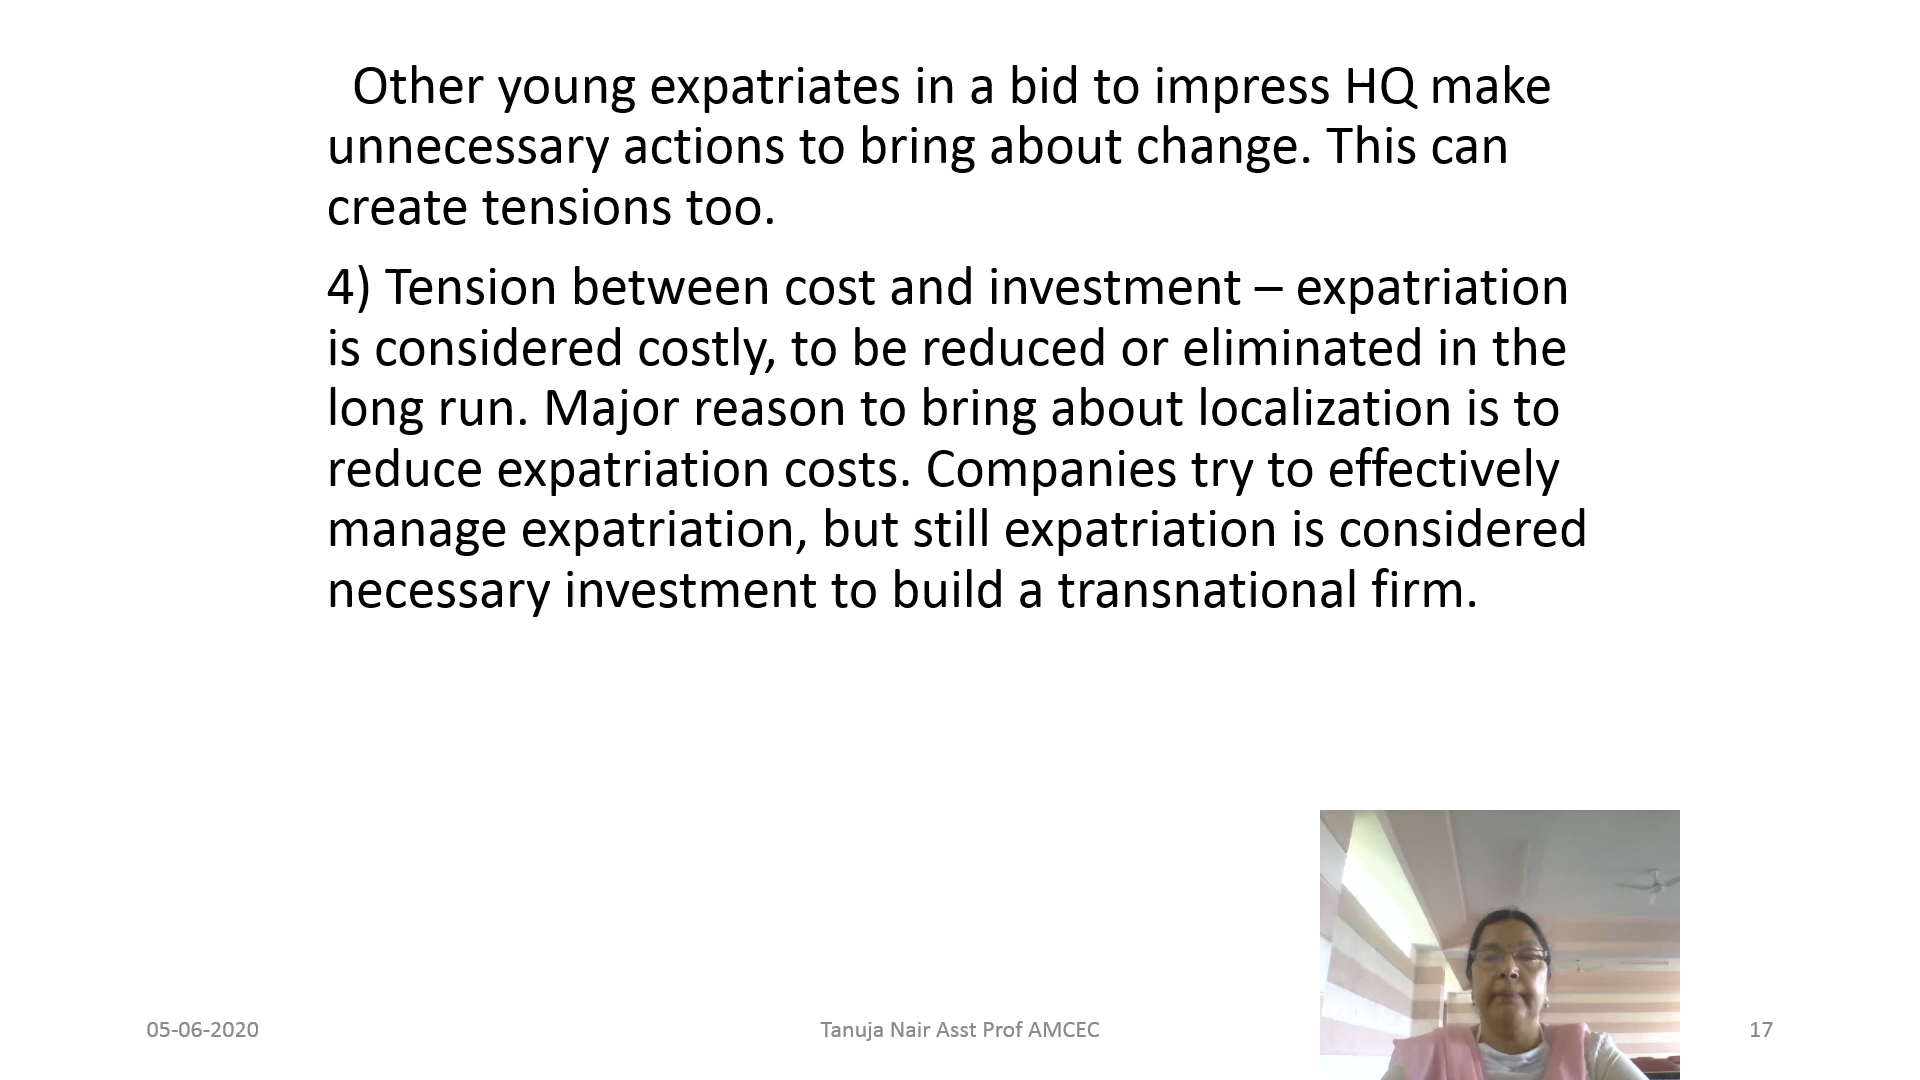 Other young expatriates in a bid to impress HQ make
unnecessary actions to bring about change. This can
create tensions too.
4) Tension between cost and investment – expatriation
is considered costly, to be reduced or eliminated in the
long run. Major reason to bring about localization is to
reduce expatriation costs. Companies try to effectively
manage expatriation, but still expatriation is considered
necessary investment to build a transnational firm.
05-06-2020
Tanuja Nair Asst Prof AMCEC
17